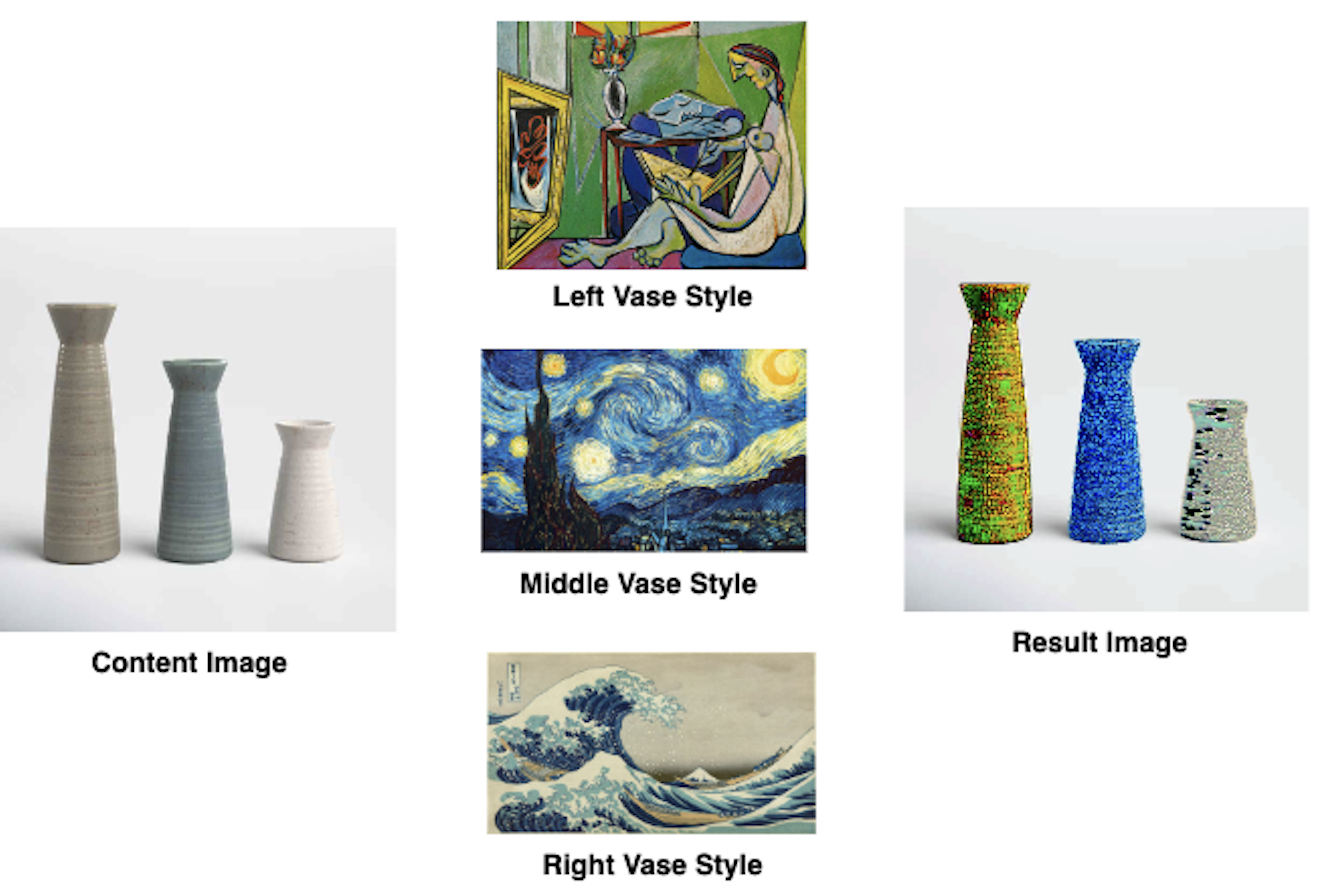 Left Vase Style
Middle Vase Style
Content Image
Result Image
Right Vase Style